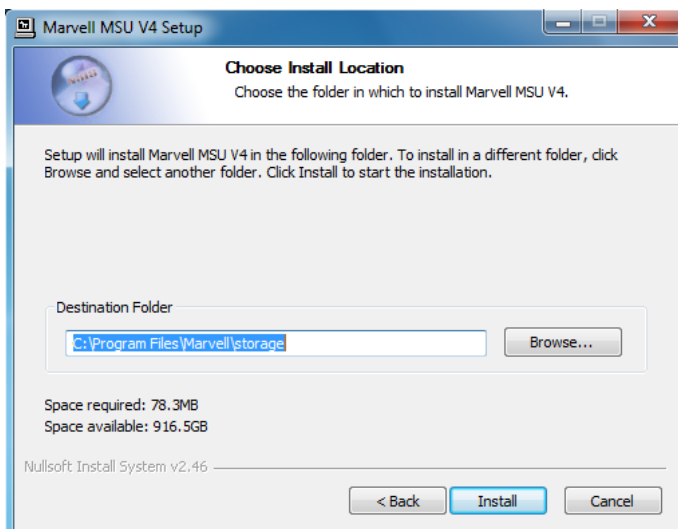 Marvell MSU V4 Setup
Choose Install Location
Choose the folder in which to install Marvell MSU V4.
Setup will install Marvell MSU V4 in the following folder. To install in a different folder, click
Browse and select another folder. Click Install to start the installation.
Destination Folder
C:\Program Files\Marvell\storage
Browse...
Space required: 78.3MB
Space available: 916.5GB
Nullsoft Install System v2.46
< Back
Install
Cancel